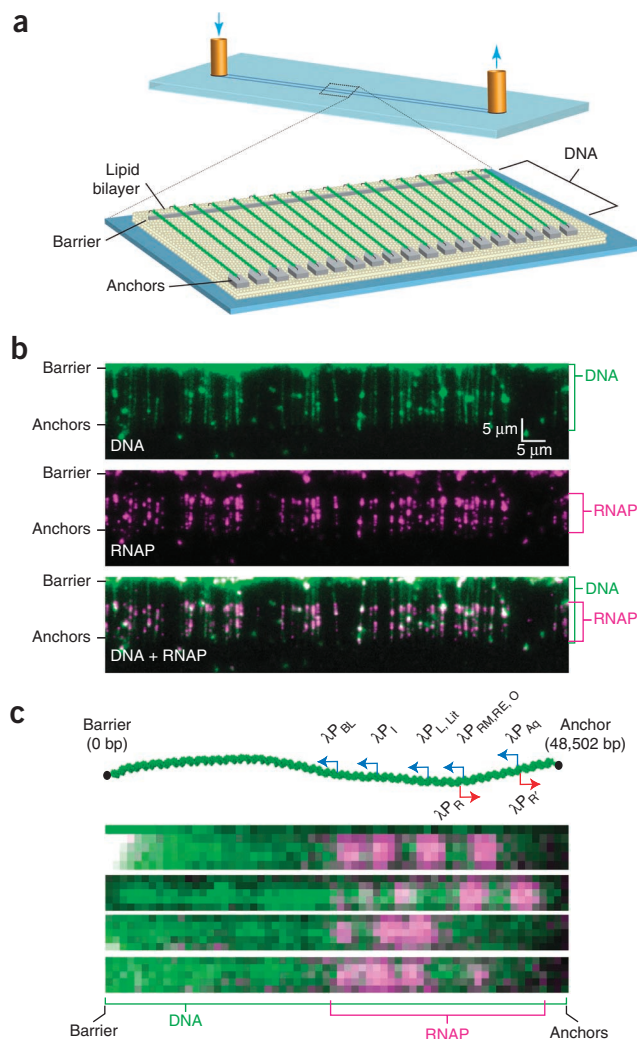 a
Lipid
bilayer
Barrier
Anchors
DNA
b
Barrier
Anchors
DNA
5 μm
5 μm
DNA
Barrier
Anchors
RNAP
RNAP
Barrier
Anchors
DNA + RNAP
DNA
RNAP
c
Barrier
(0 bp)
λP BL
λP I
λP L, Lit
λP RM,RE, O
λP Aq
Anchor
(48,502 bp)
λP R
λP R′
DNA
RNAP
Barrier
Anchors